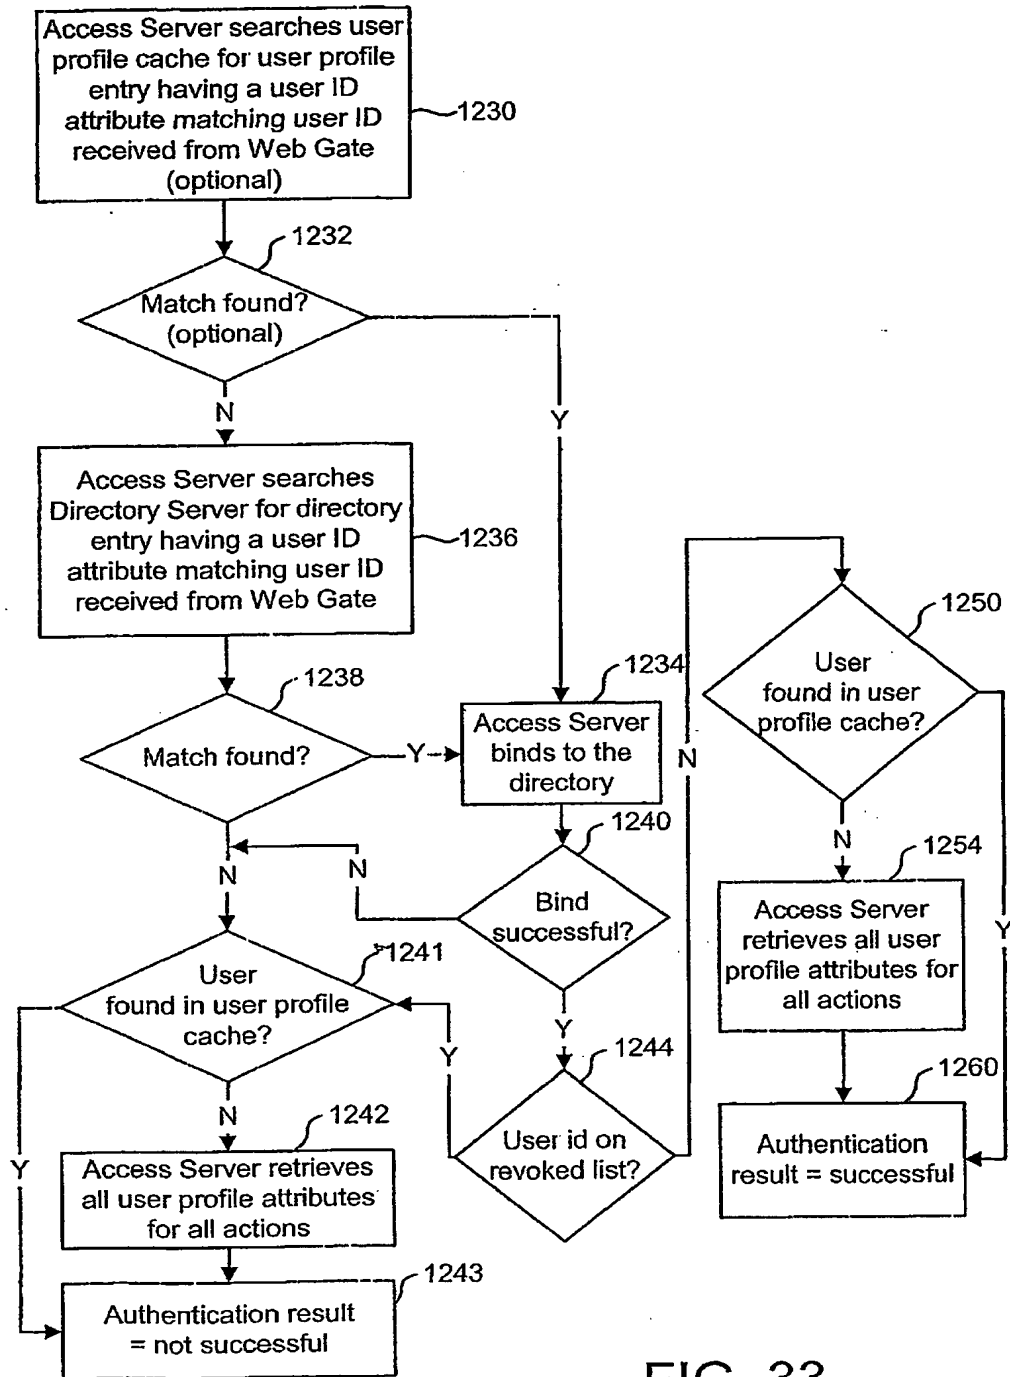 Access Server searches user
profile cache for user profile
entry having a user ID
attribute matching user ID
received from Web Gate
(optional)
1230
1232
Match found?
(optional)
N
Y
Access Server searches
Directory Server for directory
entry having a user ID
attribute matching user ID
received from Web Gate
1236
1238
Match found?
Y
N
1234
Access Server
binds to the
directory
1240
Bind
successful?
N
Y
1241
User
found in user profile
cache?
Y
N
1244
User id on
revoked list?
Y
N
1242
Access Server retrieves
all user profile attributes
for all actions
1243
Authentication result
= not successful
1250
User
found in user
profile cache?
N
Y
1254
Access Server
retrieves all user
profile attributes for
all actions
1260
Authentication
result = successful
FIG. 33